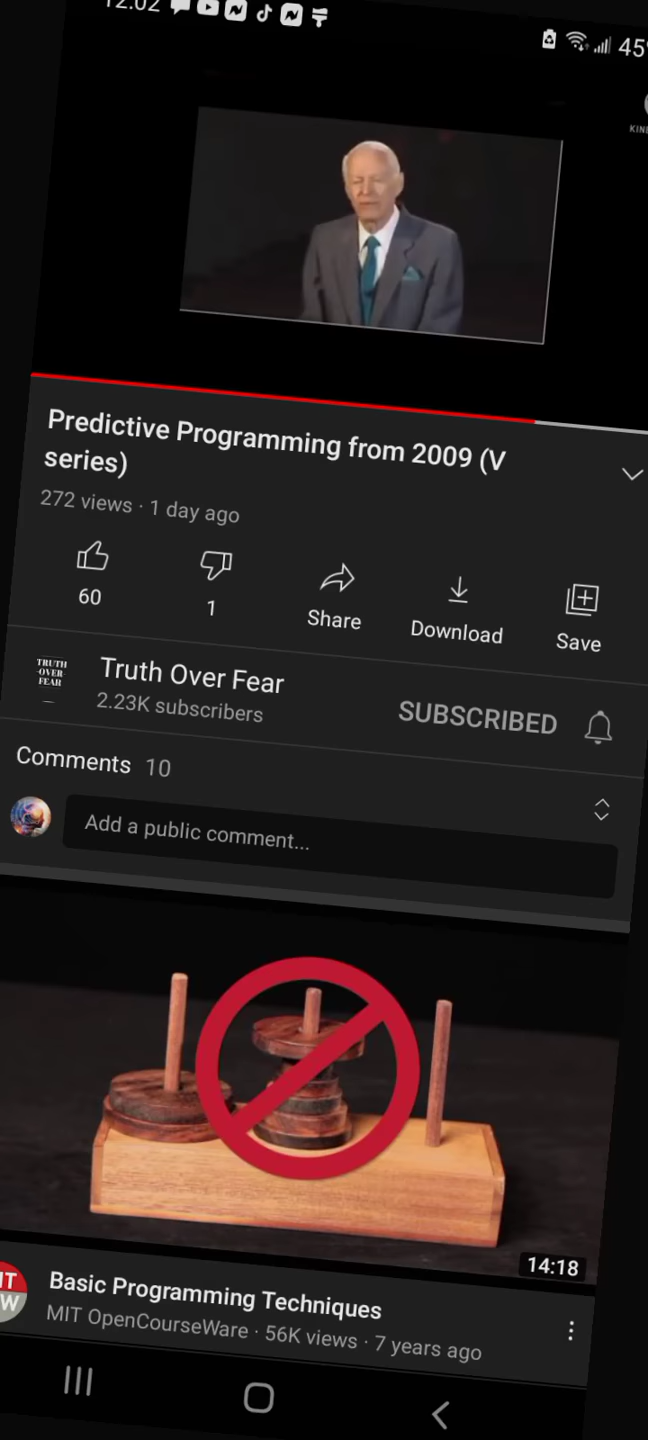 12:02
45
KINE
Predictive Programming from 2009 (V
series)
272 views · 1 day ago
60
1
Share
Download
Save
TRUTH
-OVER-
FEAR
Truth Over Fear
2.23K subscribers
SUBSCRIBED
Comments 10
Add a public comment...
14:18
IT
W
Basic Programming Techniques
MIT OpenCourseWare · 56K views · 7 years ago